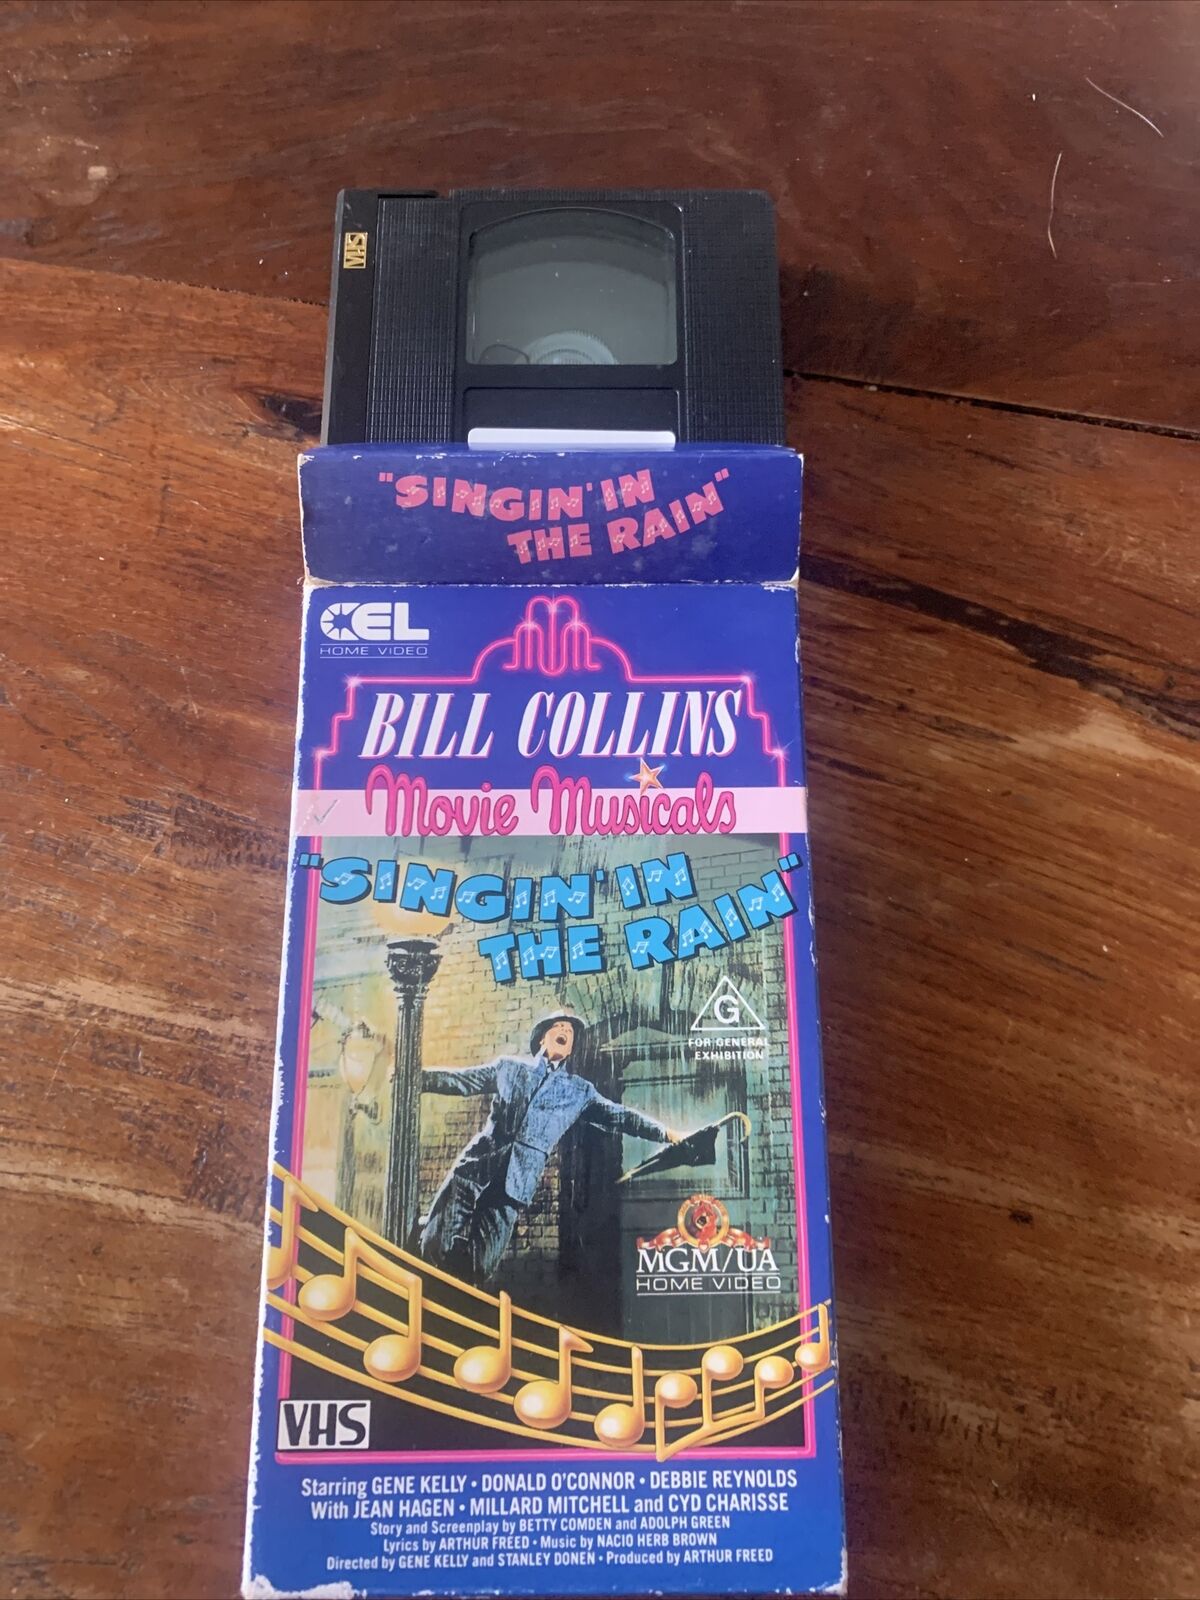 VHS
"SINGIN' IN
THE RAIN"
CEL
HOME VIDEO
BILL COLLINS
Movie Musicals
"SINGIN' IN
THE RAIN"
G
FOR GENERAL
EXHIBITION
MGM/UA
HOME VIDEO
VHS
Starring GENE KELLY • DONALD O'CONNOR • DEBBIE REYNOLDS
With JEAN HAGEN • MILLARD MITCHELL and CYD CHARISSE
Story and Screenplay by BETTY COMDEN and ADOLPH GREEN
Lyrics by ARTHUR FREED • Music by NACIO HERB BROWN
Directed by GENE KELLY and STANLEY DONEN • Produced by ARTHUR FREED